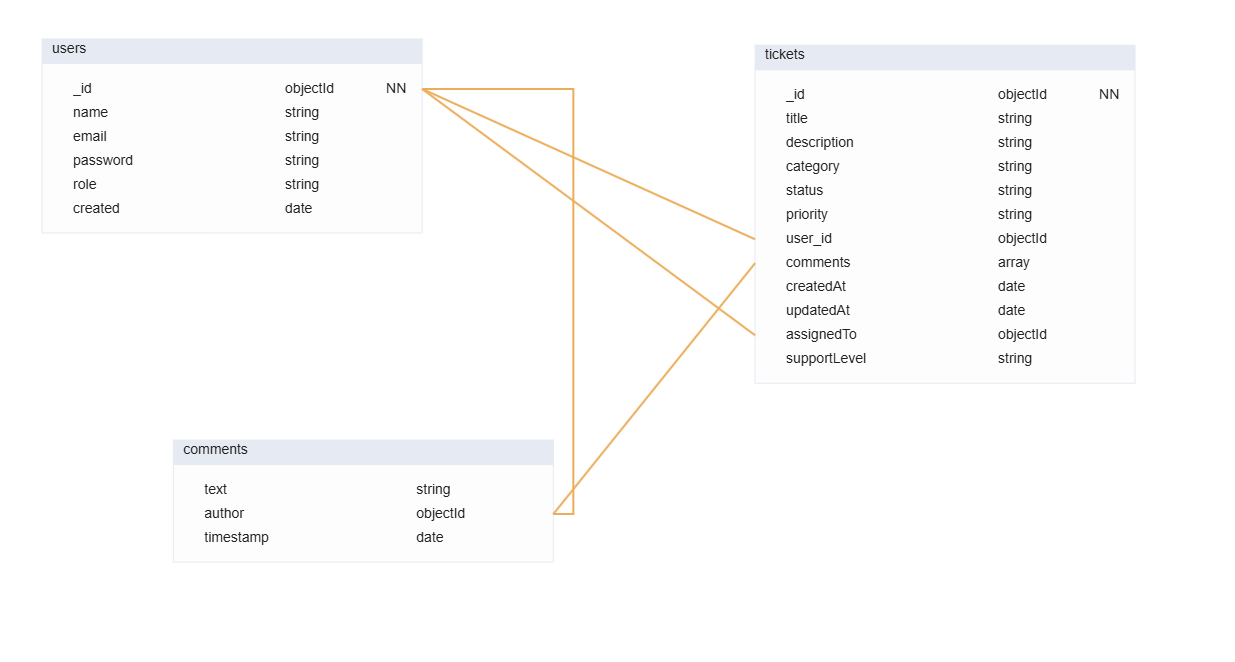 users
_id objectId NN
name string
email string
password string
role string
created date
tickets
_id objectId NN
title string
description string
category string
status string
priority string
user_id objectId
comments array
createdAt date
updatedAt date
assignedTo objectId
supportLevel string
comments
text string
author objectId
timestamp date